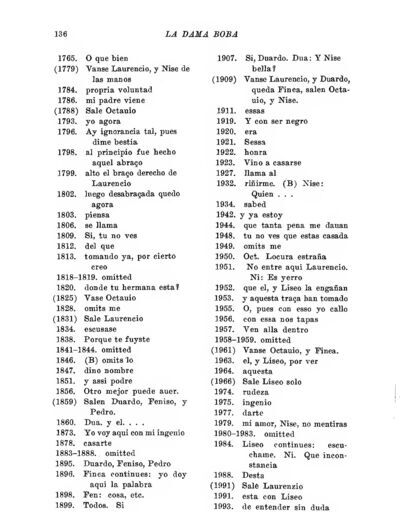 136
LA DAMA BOBA
1765. O que bien
(1779) Vanse Laurencio, y Nise de
las manos
1784. propria voluntad
1786. mi padre viene
(1788) Sale Octauio
1793. yo agora
1796. Ay ignorancia tal, pues
dime bestia
1798. al principio fue hecho
aquel abraço
1799. alto el braço derecho de
Laurencio
1802. luego desabraçada quedo
agora
1803. piensa
1806. se llama
1809. Si, tu no ves
1812. del que
1813. tomando ya, por cierto
creo
1818-1819. omitted
1820. donde tu hermana esta?
(1825) Vase Octauio
1828. omits me
(1831) Sale Laurencio
1834. escusase
1838. Porque te fuyste
1841-1844. omitted
1846. (B) omits lo
1847. dino nombre
1851. y assi podre
1856. Otro mejor puede auer.
(1859) Salen Duardo, Feniso, y
Pedro.
1860. Dua. y el. . . .
1873. Yo voy aqui con mi ingenio
1878. casarte
1883-1888. omitted
1895. Duardo, Feniso, Pedro
1896. Finea continues: yo doy
aqui la palabra
1898. Fen: cosa, etc.
1899. Todos. Si
1907. Si, Duardo. Dua: Y Nise
bella?
(1909) Vanse Laurencio, y Duardo,
queda Finea, salen Octa-
uio, y Nise.
1911. essas
1919. Y con ser negro
1920. era
1921. Sessa
1922. honra
1923. Vino a casarse
1927. llama al
1932. riñirme. (B) Nise:
Quien . . .
1934. sabed
1942. y ya estoy
1944. que tanta pena me dauan
1948. tu no ves que estas casada
1949. omits me
1950. Oct. Locura estraña
1951. No entre aqui Laurencio.
Ni: Es yerro
1952. que el, y Liseo la engañan
1953. y aquesta traça han tomado
1955. O, pues con esso yo callo
1956. con essa nos tapas
1957. Ven alla dentro
1958-1959. omitted
(1961) Vanse Octauio, y Finea.
1963. el, y Liseo, por ver
1964. aquesta
(1966) Sale Liseo solo
1974. rudeza
1975. ingenio
1977. darte
1979. mi amor, Nise, no mentiras
1980-1983. omitted
1984. Liseo continues: escu-
chame. Ni. Que incon-
stancia
1988. Desta
(1991) Sale Laurenzio
1991. esta con Liseo
1993. de entender sin duda